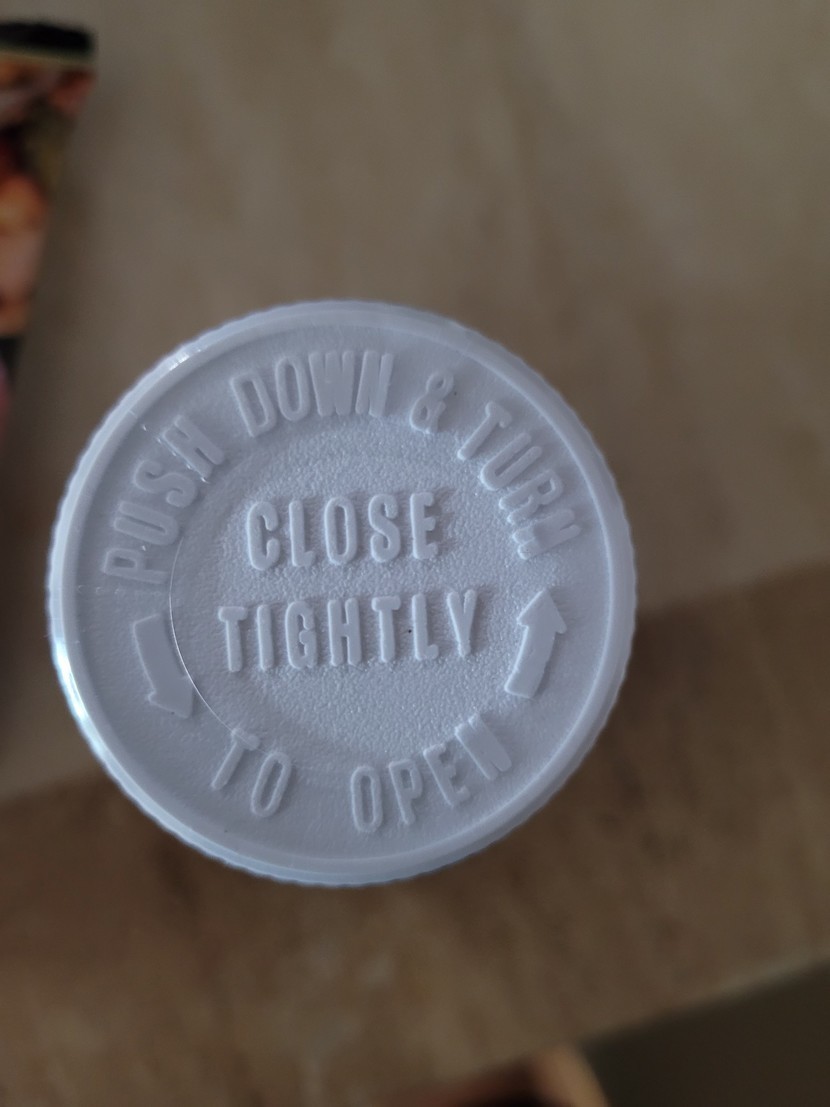 PUSH DOWN & TURN
CLOSE
TIGHTLY
TO OPEN